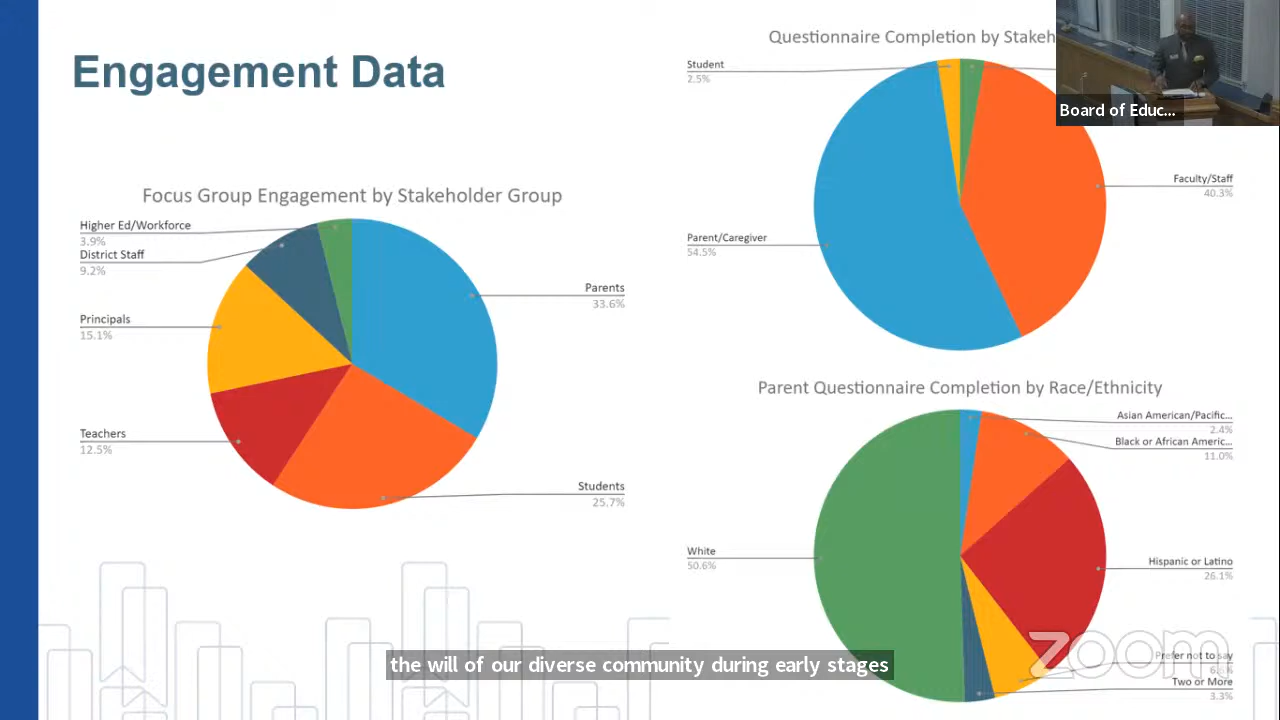 Engagement Data
Focus Group Engagement by Stakeholder Group
Higher Ed/Workforce
3.9%
District Staff
9.2%
Principals
15.1%
Teachers
12.5%
Parents
33.6%
Students
25.7%
Questionnaire Completion by Stakeh
Student
2.5%
Parent/Caregiver
54.5%
Faculty/Staff
40.3%
Board of Educ...
Parent Questionnaire Completion by Race/Ethnicity
Asian American/Pacific...
2.4%
Black or African Americ...
11.0%
White
50.6%
Hispanic or Latino
26.1%
Prefer not to say
Two or More
3.3%
zoom
the will of our diverse community during early stages